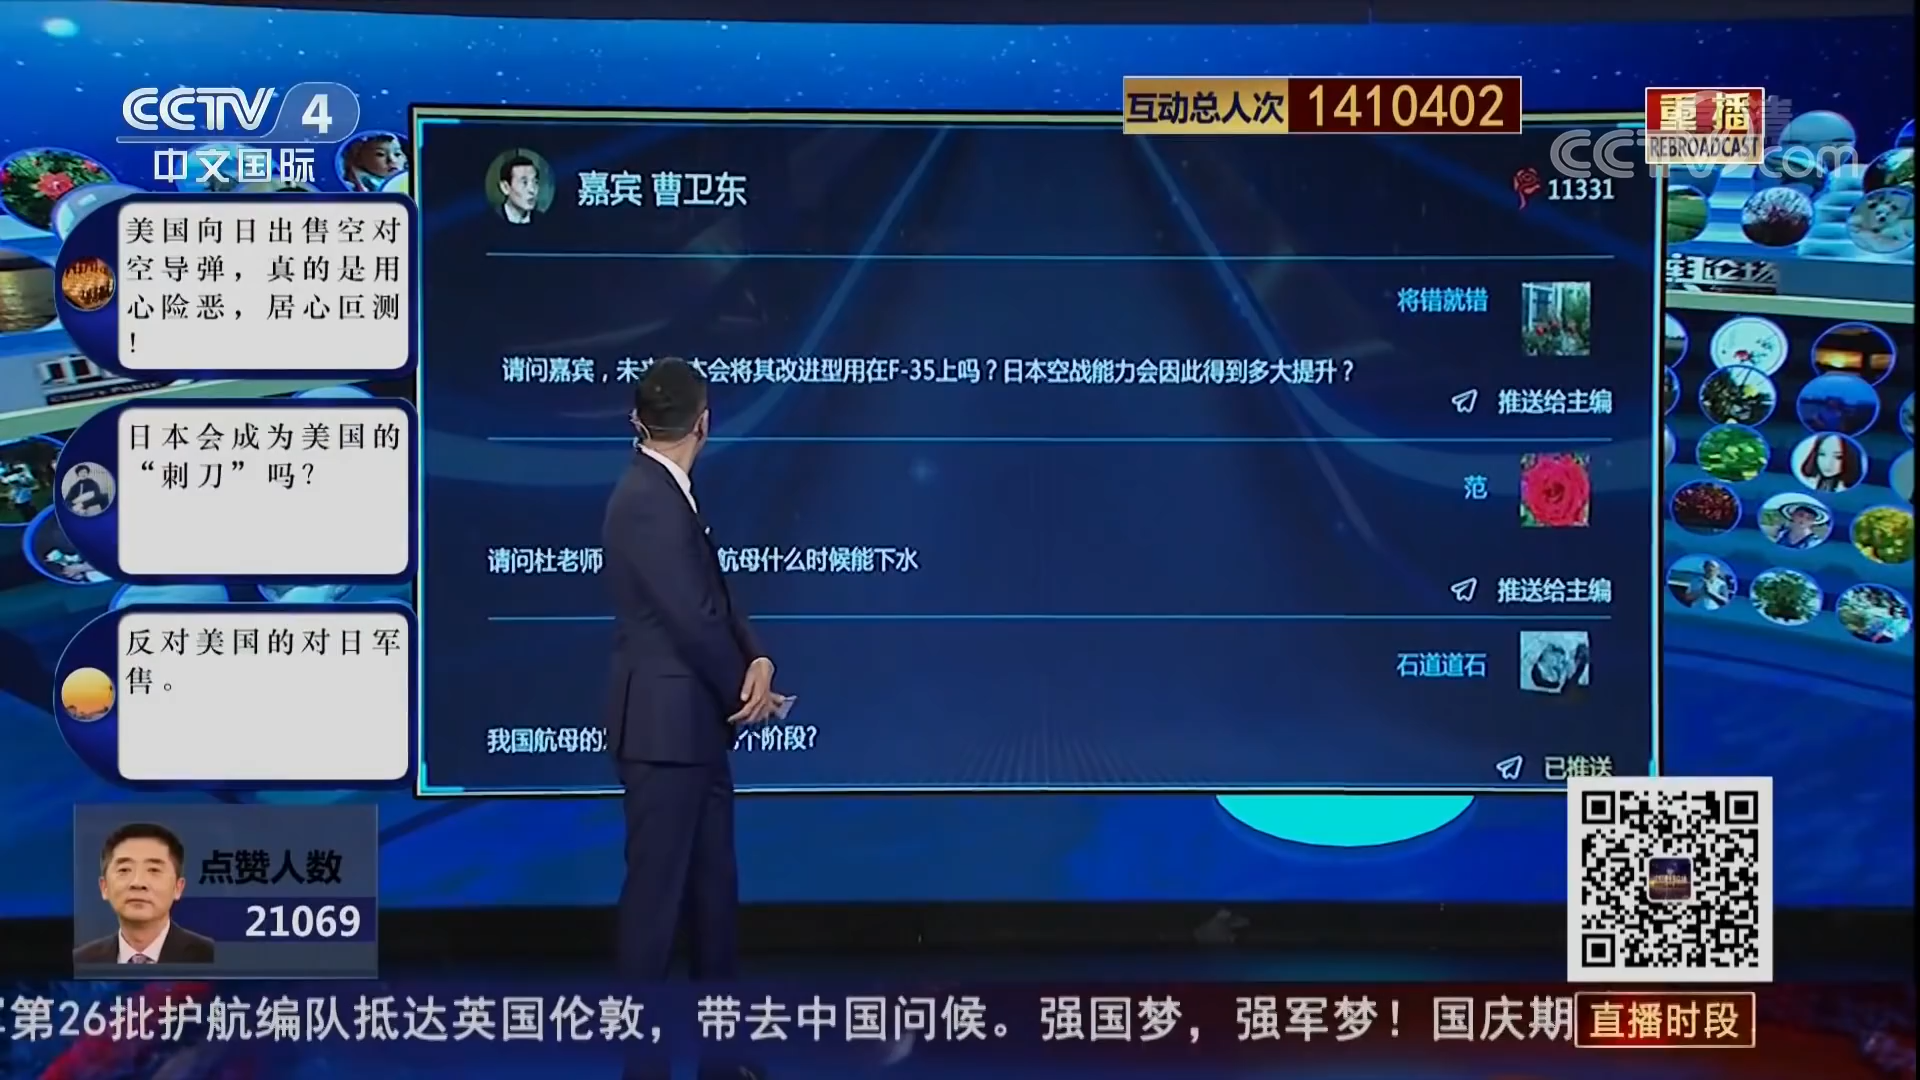 CCTV 4
中文国际
互动总人次 1410402
重播
REBROADCAST
CCTV.com
嘉宾 曹卫东
11331
美国向日出售空对
空导弹，真的是用
心险恶，居心叵测
！
将错就错
请问嘉宾，未来 本会将其改进型用在F-35上吗？日本空战能力会因此得到多大提升？
推送给主编
日本会成为美国的
“刺刀”吗？
范
请问杜老师 航母什么时候能下水
推送给主编
反对美国的对日军
售。
石道道石
我国航母的 个阶段?
已推送
点赞人数
21069
第26批护航编队抵达英国伦敦，带去中国问候。强国梦，强军梦！国庆期
直播时段